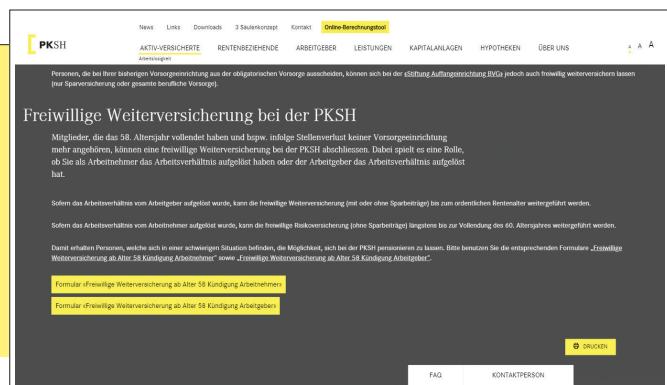 News Links Downloads 3 Säulenkonzept Kontakt Online-Berechnungstool
PKSH
AKTIV-VERSICHERTE RENTENBEZIEHENDE ARBEITGEBER LEISTUNGEN KAPITALANLAGEN HYPOTHEKEN ÜBER UNS A A A
Arbeitslosigkeit
Personen, die bei Ihrer bisherigen Vorsorgeeinrichtung aus der obligatorischen Vorsorge ausscheiden, können sich bei der «Stiftung Auffangeinrichtung BVG» jedoch auch freiwillig weiterversichern lassen
(nur Sparversicherung oder gesamte berufliche Vorsorge).
Freiwillige Weiterversicherung bei der PKSH
Mitglieder, die das 58. Altersjahr vollendet haben und bspw. infolge Stellenverlust keiner Vorsorgeeinrichtung
mehr angehören, können eine freiwillige Weiterversicherung bei der PKSH abschliessen. Dabei spielt es eine Rolle,
ob Sie als Arbeitnehmer das Arbeitsverhältnis aufgelöst haben oder der Arbeitgeber das Arbeitsverhältnis aufgelöst
hat.
Sofern das Arbeitsverhältnis vom Arbeitgeber aufgelöst wurde, kann die freiwillige Weiterversicherung (mit oder ohne Sparbeiträge) bis zum ordentlichen Rentenalter weitergeführt werden.
Sofern das Arbeitsverhältnis vom Arbeitnehmer aufgelöst wurde, kann die freiwillige Risikoversicherung (ohne Sparbeiträge) längstens bis zur Vollendung des 60. Altersjahres weitergeführt werden.
Damit erhalten Personen, welche sich in einer schwierigen Situation befinden, die Möglichkeit, sich bei der PKSH pensionieren zu lassen. Bitte benutzen Sie die entsprechenden Formulare „Freiwillige
Weiterversicherung ab Alter 58 Kündigung Arbeitnehmer" sowie „Freiwillige Weiterversicherung ab Alter 58 Kündigung Arbeitgeber".
Formular «Freiwillige Weiterversicherung ab Alter 58 Kündigung Arbeitnehmer»
Formular «Freiwillige Weiterversicherung ab Alter 58 Kündigung Arbeitgeber»
DRUCKEN
FAQ KONTAKTPERSON